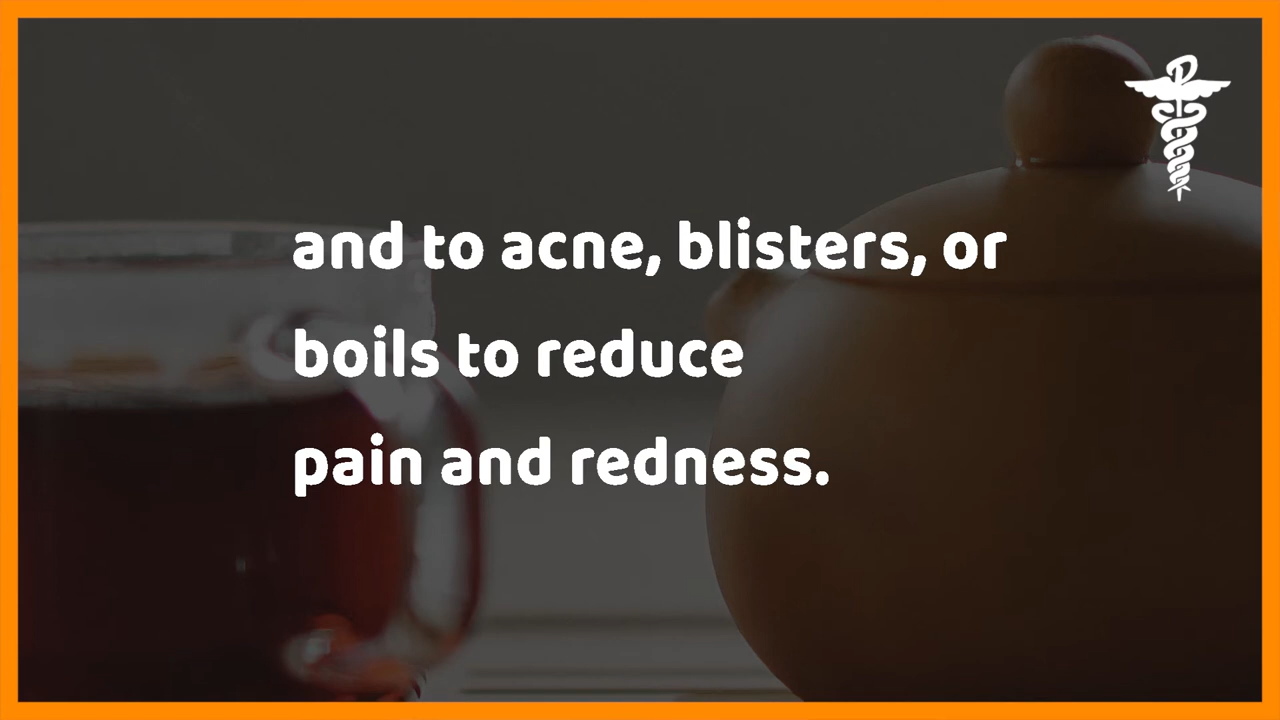 and to acne, blisters, or
boils to reduce
pain and redness.